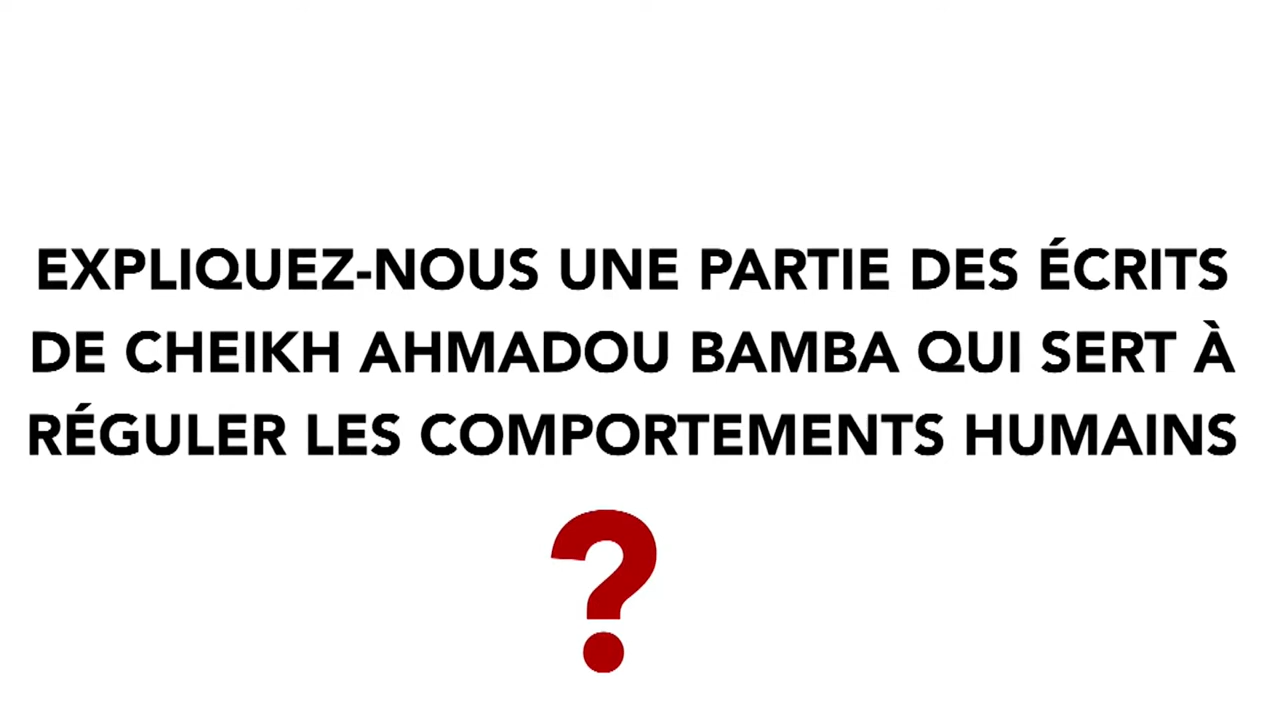 EXPLIQUEZ-NOUS UNE PARTIE DES ÉCRITS
DE CHEIKH AHMADOU BAMBA QUI SERT À
RÉGULER LES COMPORTEMENTS HUMAINS
?